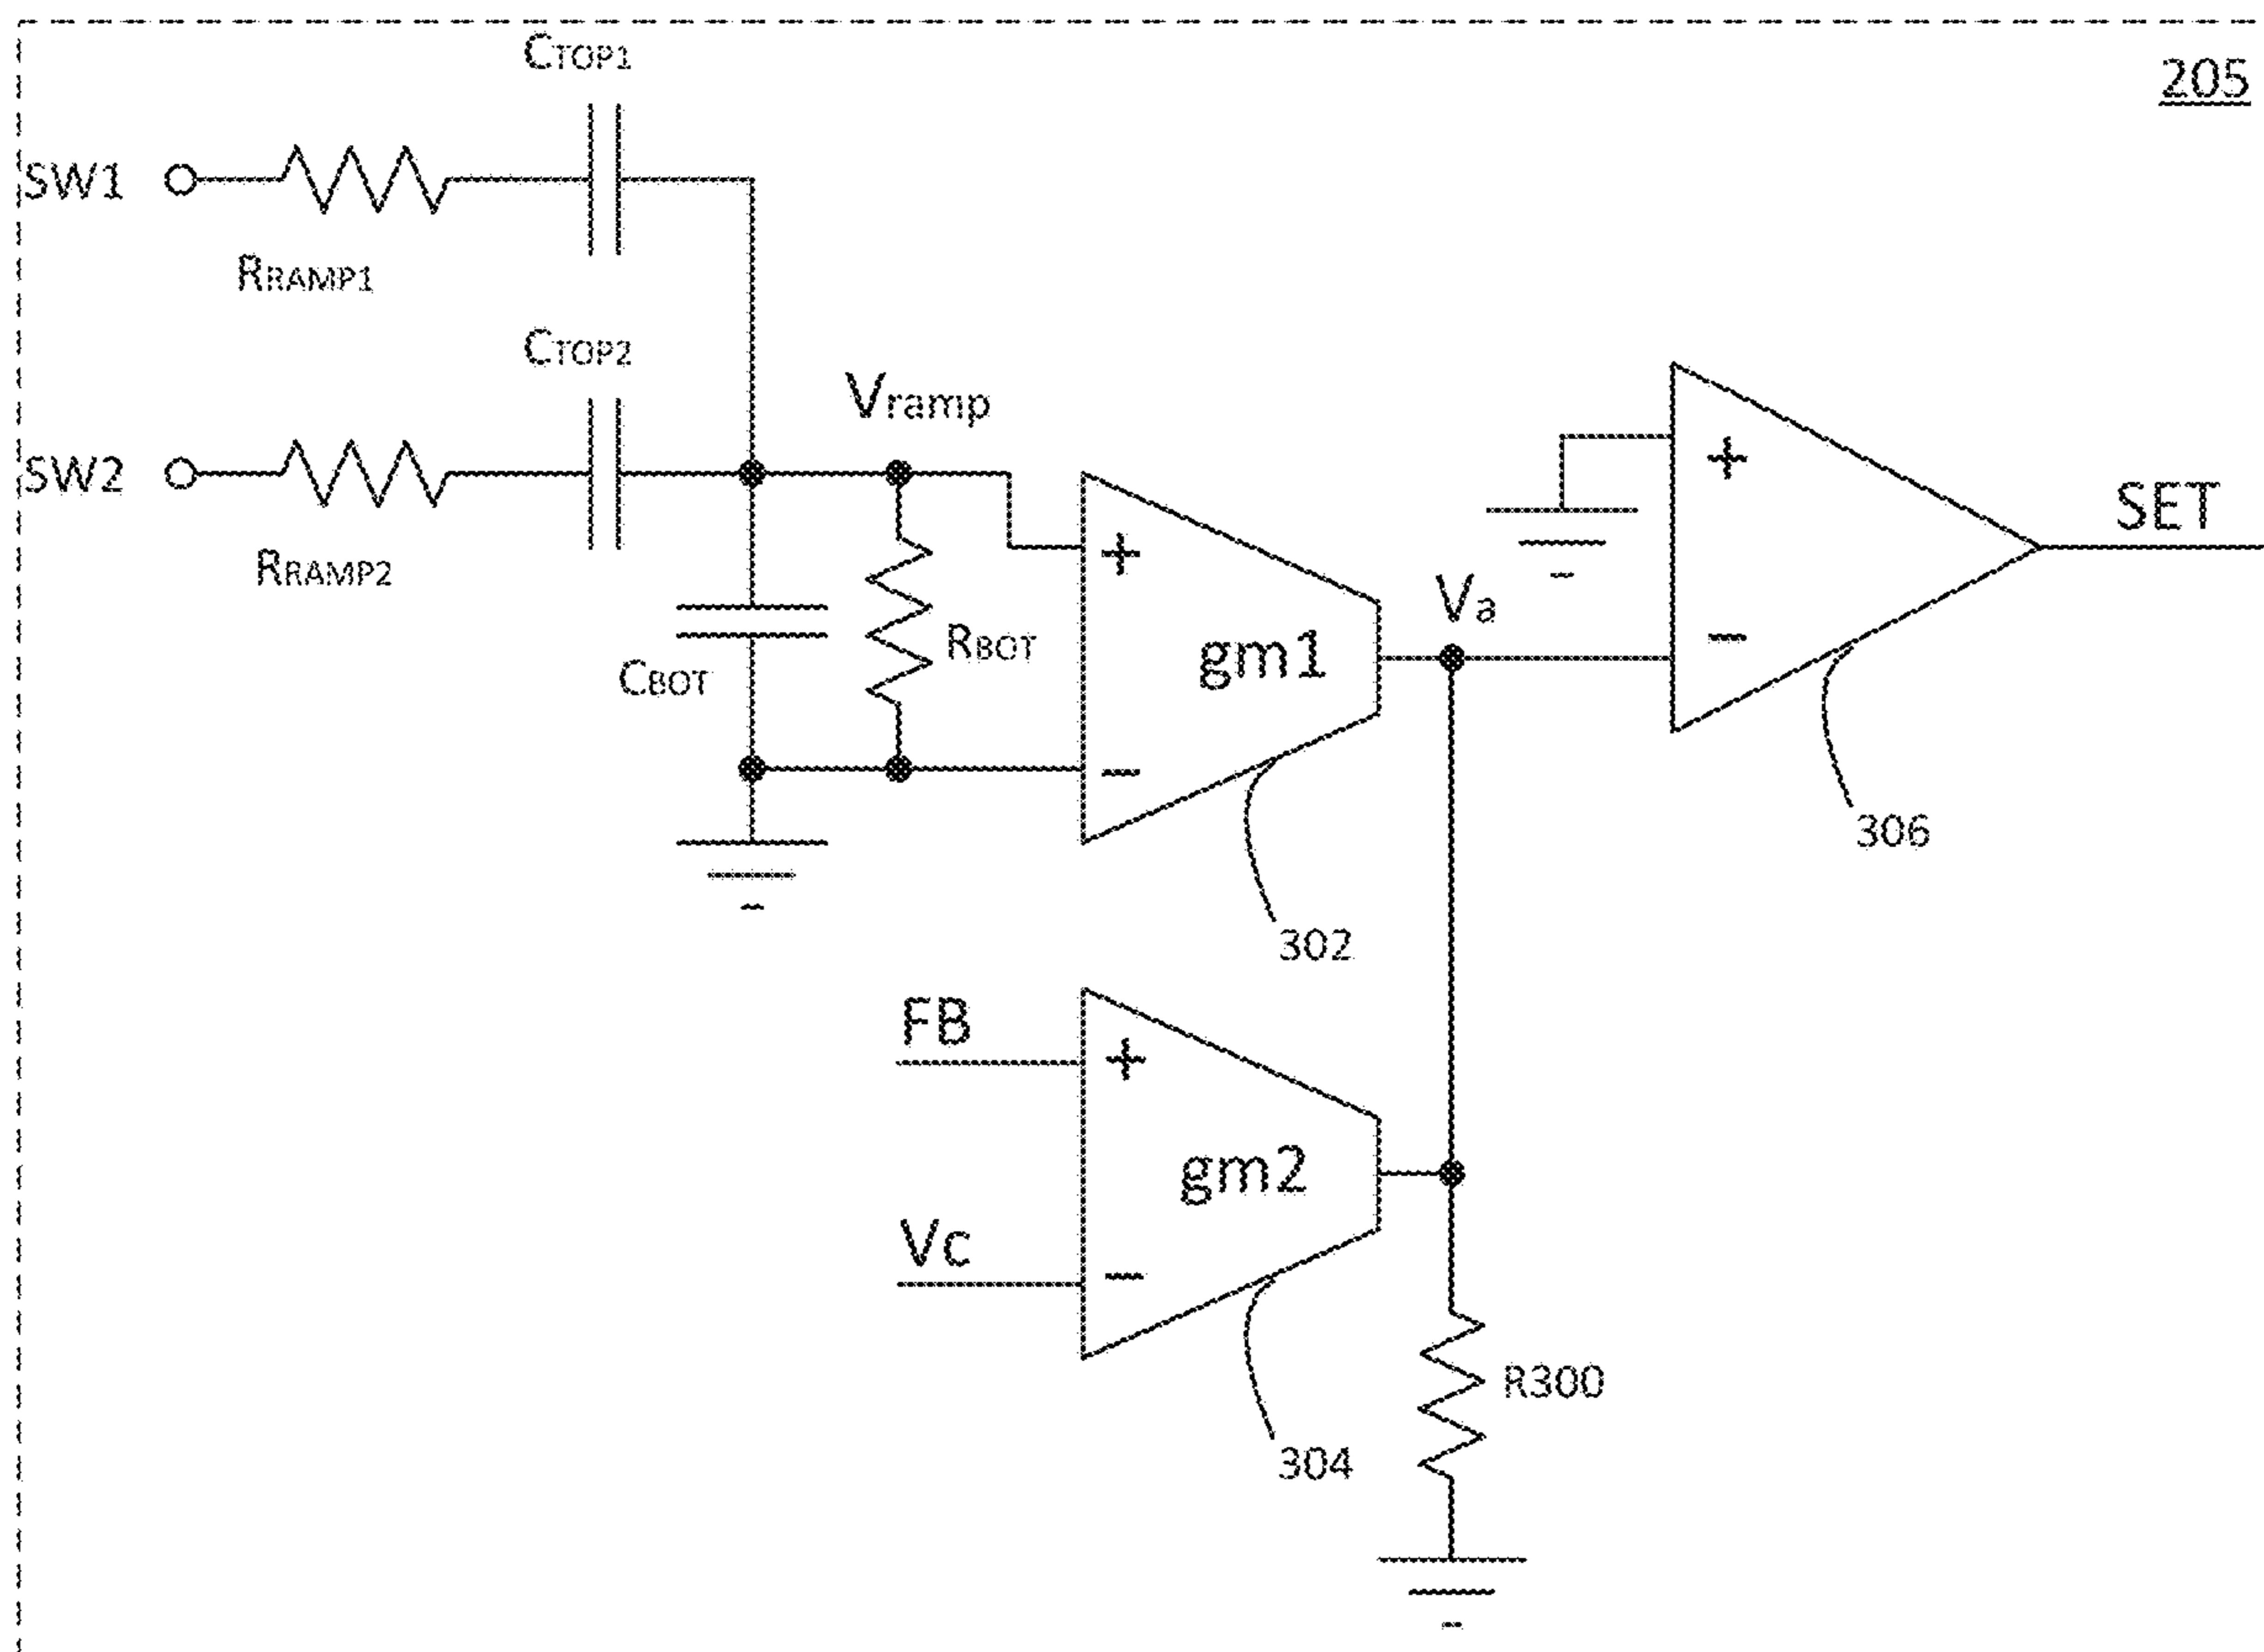 CTOP1
205
SW1
RRAMP1
CTOP2
Vramp
SW2
RRAMP2
+
SET
+
Va
RBOT
gm1
CBOT
−
−
306
302
FB
+
gm2
Vc
−
R300
304